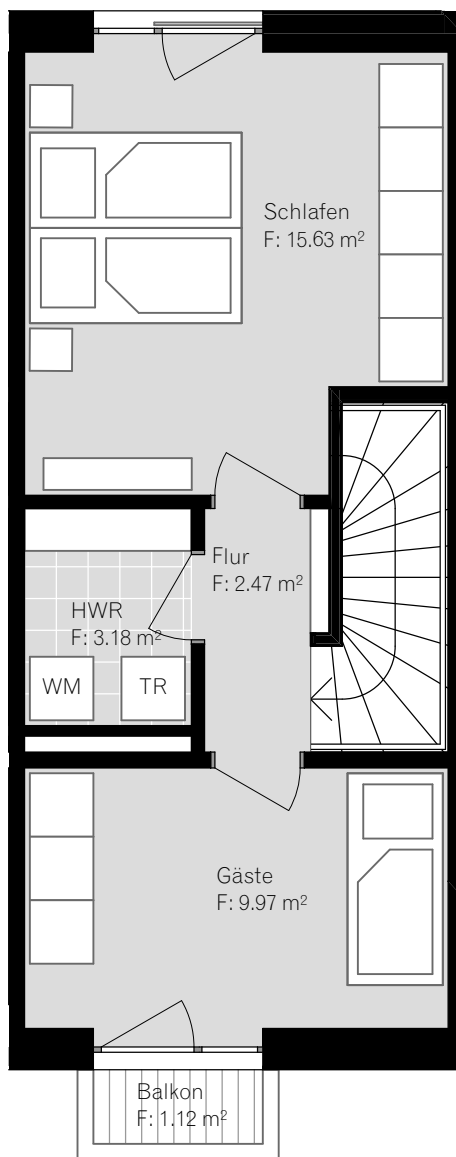 Schlafen
F: 15.63 m²
Flur
F: 2.47 m²
HWR
F: 3.18 m²
WM TR
Gäste
F: 9.97 m²
Balkon
F: 1.12 m²